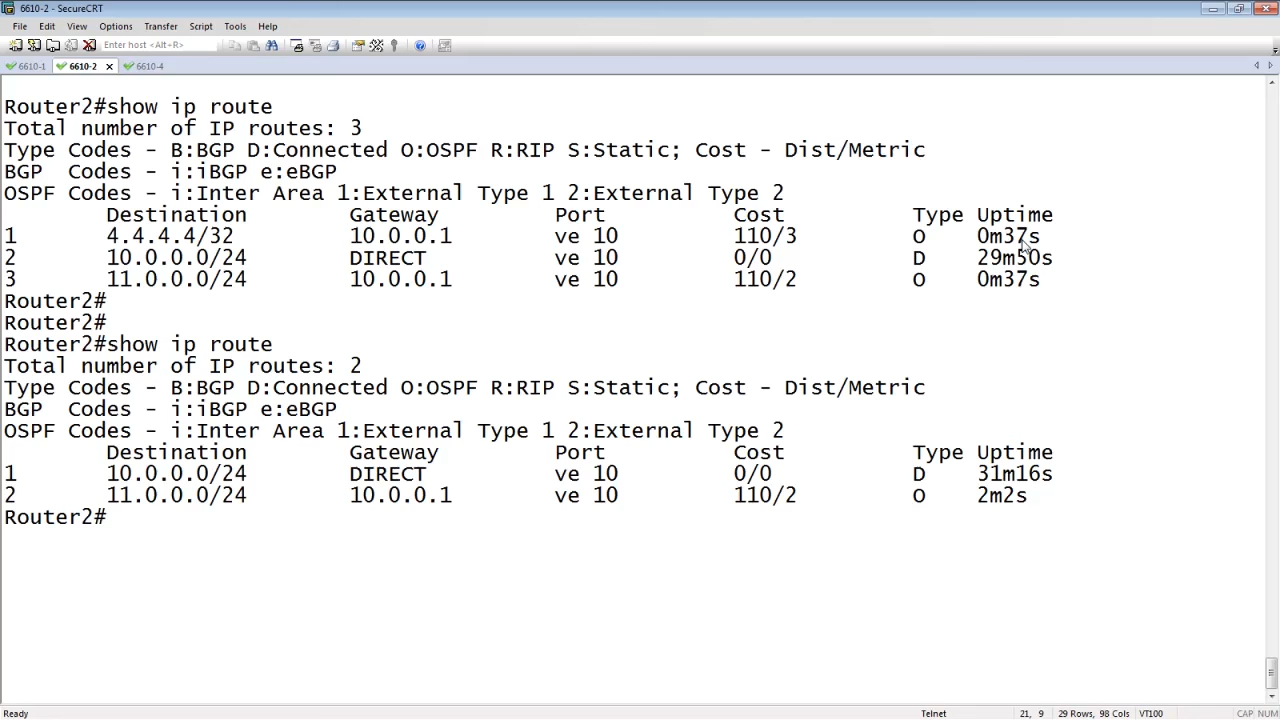 6610-2 - SecureCRT
File Edit View Options Transfer Script Tools Help
Enter host <Alt+R>
6610-1 6610-2 6610-4
Router2#show ip route
Total number of IP routes: 3
Type Codes - B:BGP D:Connected O:OSPF R:RIP S:Static; Cost - Dist/Metric
BGP  Codes - i:iBGP e:eBGP
OSPF Codes - i:Inter Area 1:External Type 1 2:External Type 2
        Destination        Gateway         Port          Cost          Type Uptime
1       4.4.4.4/32         10.0.0.1        ve 10         110/3         O    0m37s
2       10.0.0.0/24        DIRECT          ve 10         0/0           D    29m50s
3       11.0.0.0/24        10.0.0.1        ve 10         110/2         O    0m37s
Router2#
Router2#
Router2#show ip route
Total number of IP routes: 2
Type Codes - B:BGP D:Connected O:OSPF R:RIP S:Static; Cost - Dist/Metric
BGP  Codes - i:iBGP e:eBGP
OSPF Codes - i:Inter Area 1:External Type 1 2:External Type 2
        Destination        Gateway         Port          Cost          Type Uptime
1       10.0.0.0/24        DIRECT          ve 10         0/0           D    31m16s
2       11.0.0.0/24        10.0.0.1        ve 10         110/2         O    2m2s
Router2#
Ready Telnet 21, 9 29 Rows, 98 Cols VT100 CAP NUM